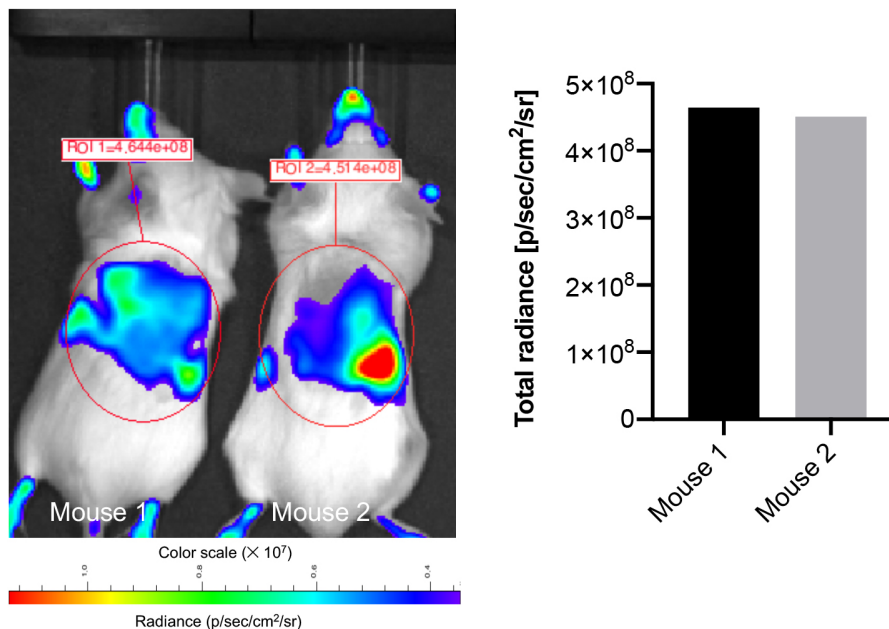 ROI 1=4.644e+08
ROI 2=4.514e+08
Mouse 1
Mouse 2
Color scale (× 10⁷)
1.0
0.8
0.6
0.4
Radiance (p/sec/cm²/sr)
Total radiance [p/sec/cm²/sr]
5×10⁸
4×10⁸
3×10⁸
2×10⁸
1×10⁸
0
Mouse 1
Mouse 2